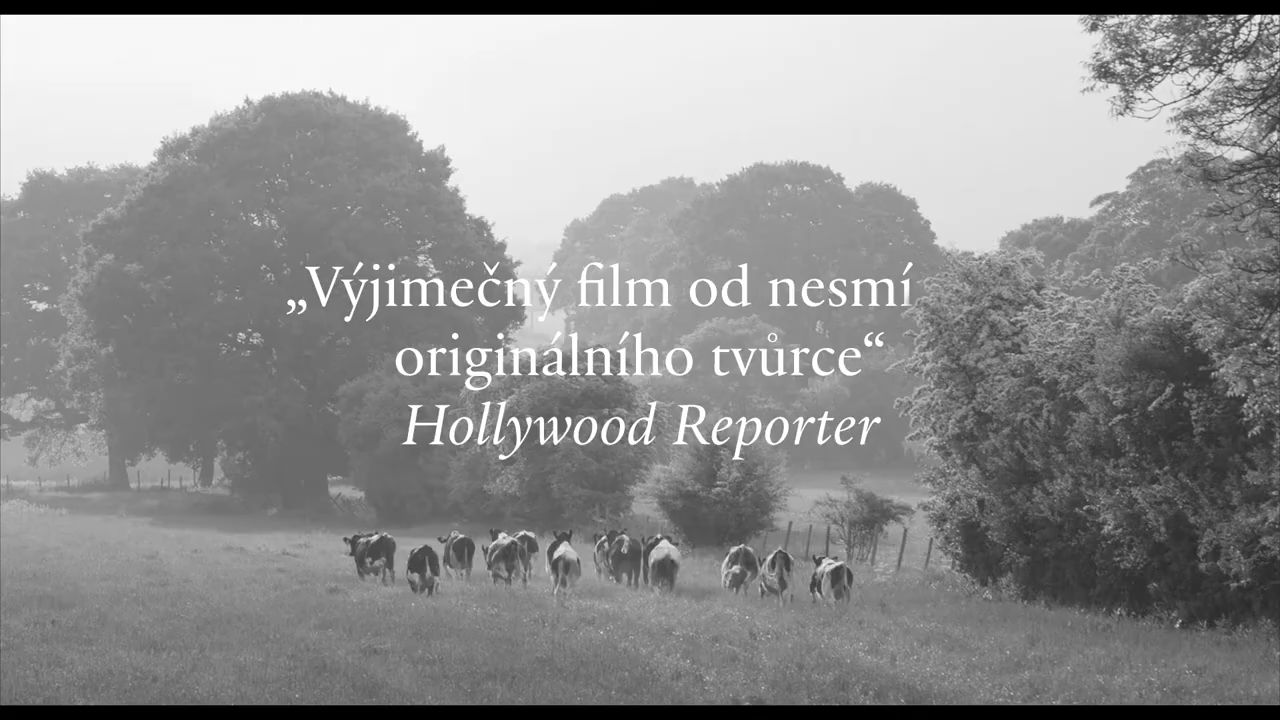 „Výjimečný film od nesmí
originálního tvůrce“
Hollywood Reporter